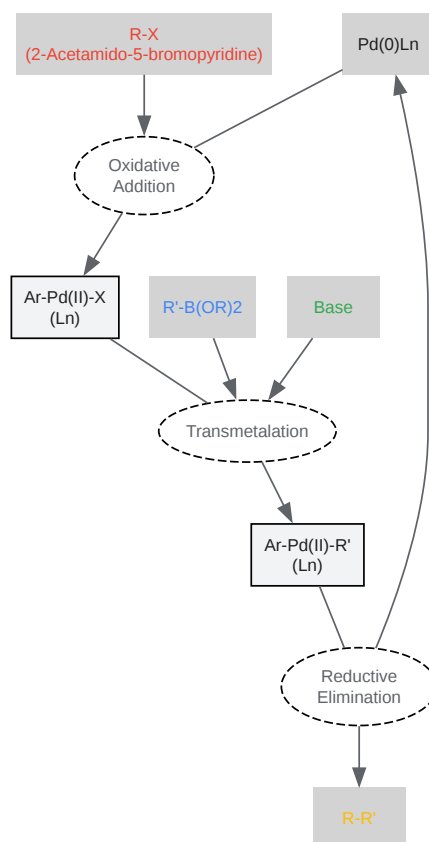 R-X
(2-Acetamido-5-bromopyridine)
Pd(0)Ln
Oxidative
Addition
Ar-Pd(II)-X
(Ln)
R'-B(OR)2
Base
Transmetalation
Ar-Pd(II)-R'
(Ln)
Reductive
Elimination
R-R'